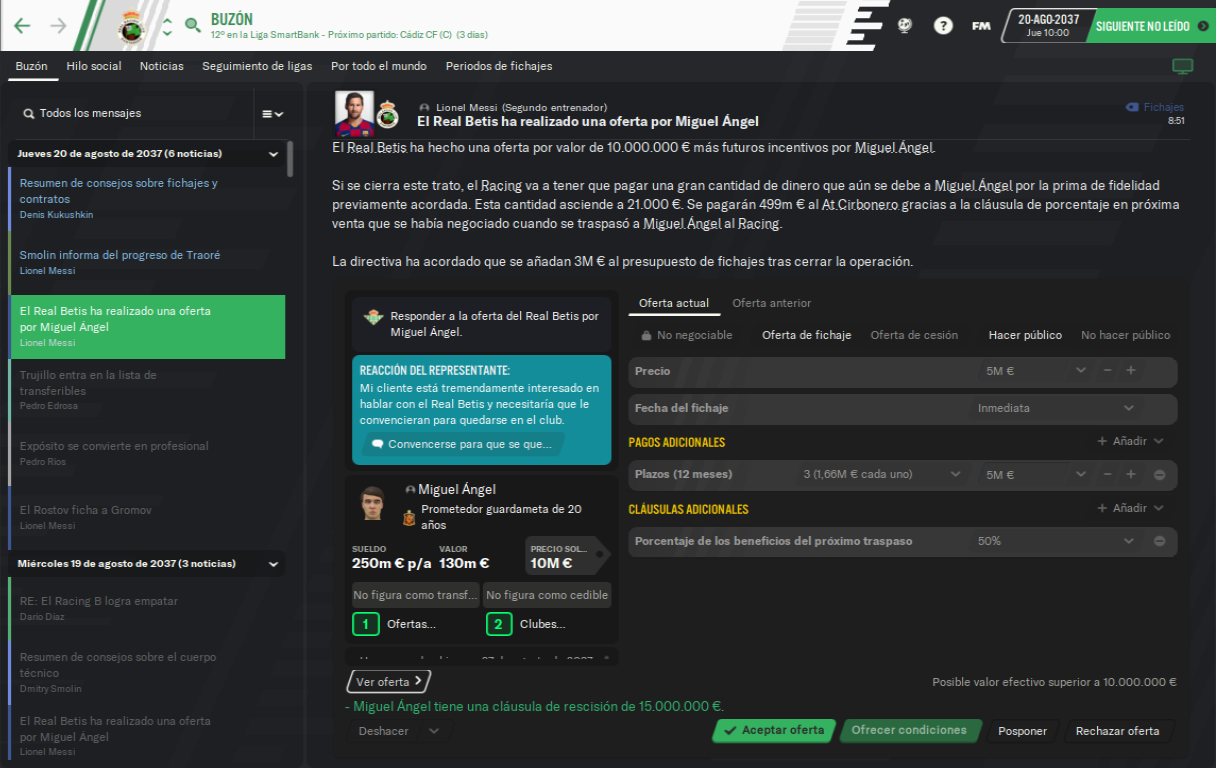 BUZÓN
12º en la Liga SmartBank - Próximo partido: Cádiz CF (C) (3 días)
?
FM
20-AGO-2037
Jue 10:00
SIGUIENTE NO LEÍDO
Buzón
Hilo social
Noticias
Seguimiento de ligas
Por todo el mundo
Periodos de fichajes
Todos los mensajes
Jueves 20 de agosto de 2037 (6 noticias)
Resumen de consejos sobre fichajes y
contratos
Denis Kukushkin
Smolin informa del progreso de Traoré
Lionel Messi
El Real Betis ha realizado una oferta
por Miguel Ángel
Lionel Messi
Trujillo entra en la lista de
transferibles
Pedro Edrosa
Expósito se convierte en profesional
Pedro Ríos
El Rostov ficha a Gromov
Lionel Messi
Miércoles 19 de agosto de 2037 (3 noticias)
RE: El Racing B logra empatar
Darío Díaz
Resumen de consejos sobre el cuerpo
técnico
Dmitry Smolin
El Real Betis ha realizado una oferta
por Miguel Ángel
Lionel Messi
Lionel Messi (Segundo entrenador)
El Real Betis ha realizado una oferta por Miguel Ángel
Fichajes
8:51
El Real Betis ha hecho una oferta por valor de 10.000.000 € más futuros incentivos por Miguel Ángel.
Si se cierra este trato, el Racing va a tener que pagar una gran cantidad de dinero que aún se debe a Miguel Ángel por la prima de fidelidad
previamente acordada. Esta cantidad asciende a 21.000 €. Se pagarán 499m € al At.Cirbonero gracias a la cláusula de porcentaje en próxima
venta que se había negociado cuando se traspasó a Miguel Ángel al Racing.
La directiva ha acordado que se añadan 3M € al presupuesto de fichajes tras cerrar la operación.
Responder a la oferta del Real Betis por
Miguel Ángel.
REACCIÓN DEL REPRESENTANTE:
Mi cliente está tremendamente interesado en
hablar con el Real Betis y necesitaría que le
convencieran para quedarse en el club.
Convencerse para que se que...
Miguel Ángel
Prometedor guardameta de 20
años
SUELDO
250m € p/a
VALOR
130m €
PRECIO SOL...
10M €
No figura como transf...
No figura como cedible
1
Ofertas...
2
Clubes...
Oferta actual
Oferta anterior
No negociable
Oferta de fichaje
Oferta de cesión
Hacer público
No hacer público
Precio
5M €
Fecha del fichaje
Inmediata
PAGOS ADICIONALES
Añadir
Plazos (12 meses)
3 (1,66M € cada uno)
5M €
CLÁUSULAS ADICIONALES
Añadir
Porcentaje de los beneficios del próximo traspaso
50%
Ver oferta
Posible valor efectivo superior a 10.000.000 €
- Miguel Ángel tiene una cláusula de rescisión de 15.000.000 €.
Deshacer
Aceptar oferta
Ofrecer condiciones
Posponer
Rechazar oferta